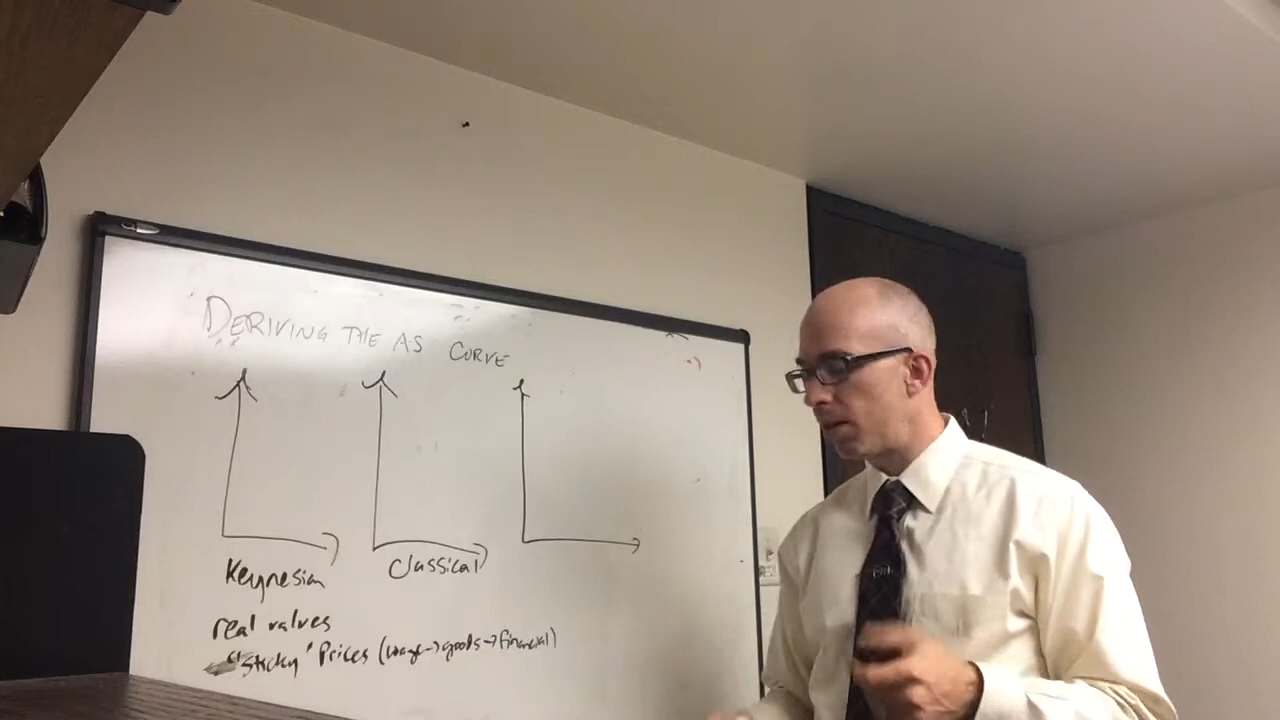 DERIVING THE AS CURVE
Keynesian
Classical
real values
"Sticky" Prices (wage→goods→financial)